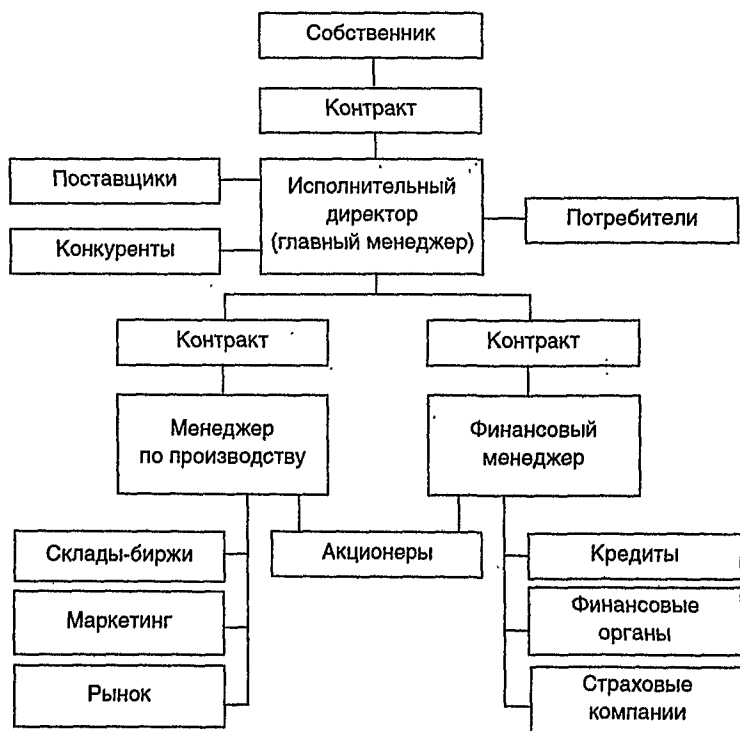 Собственник
Контракт
Поставщики
Исполнительный
директор
(главный менеджер)
Потребители
Конкуренты
Контракт
Контракт
Менеджер
по производству
Финансовый
менеджер
Склады-биржи
Акционеры
Кредиты
Маркетинг
Финансовые
органы
Рынок
Страховые
компании